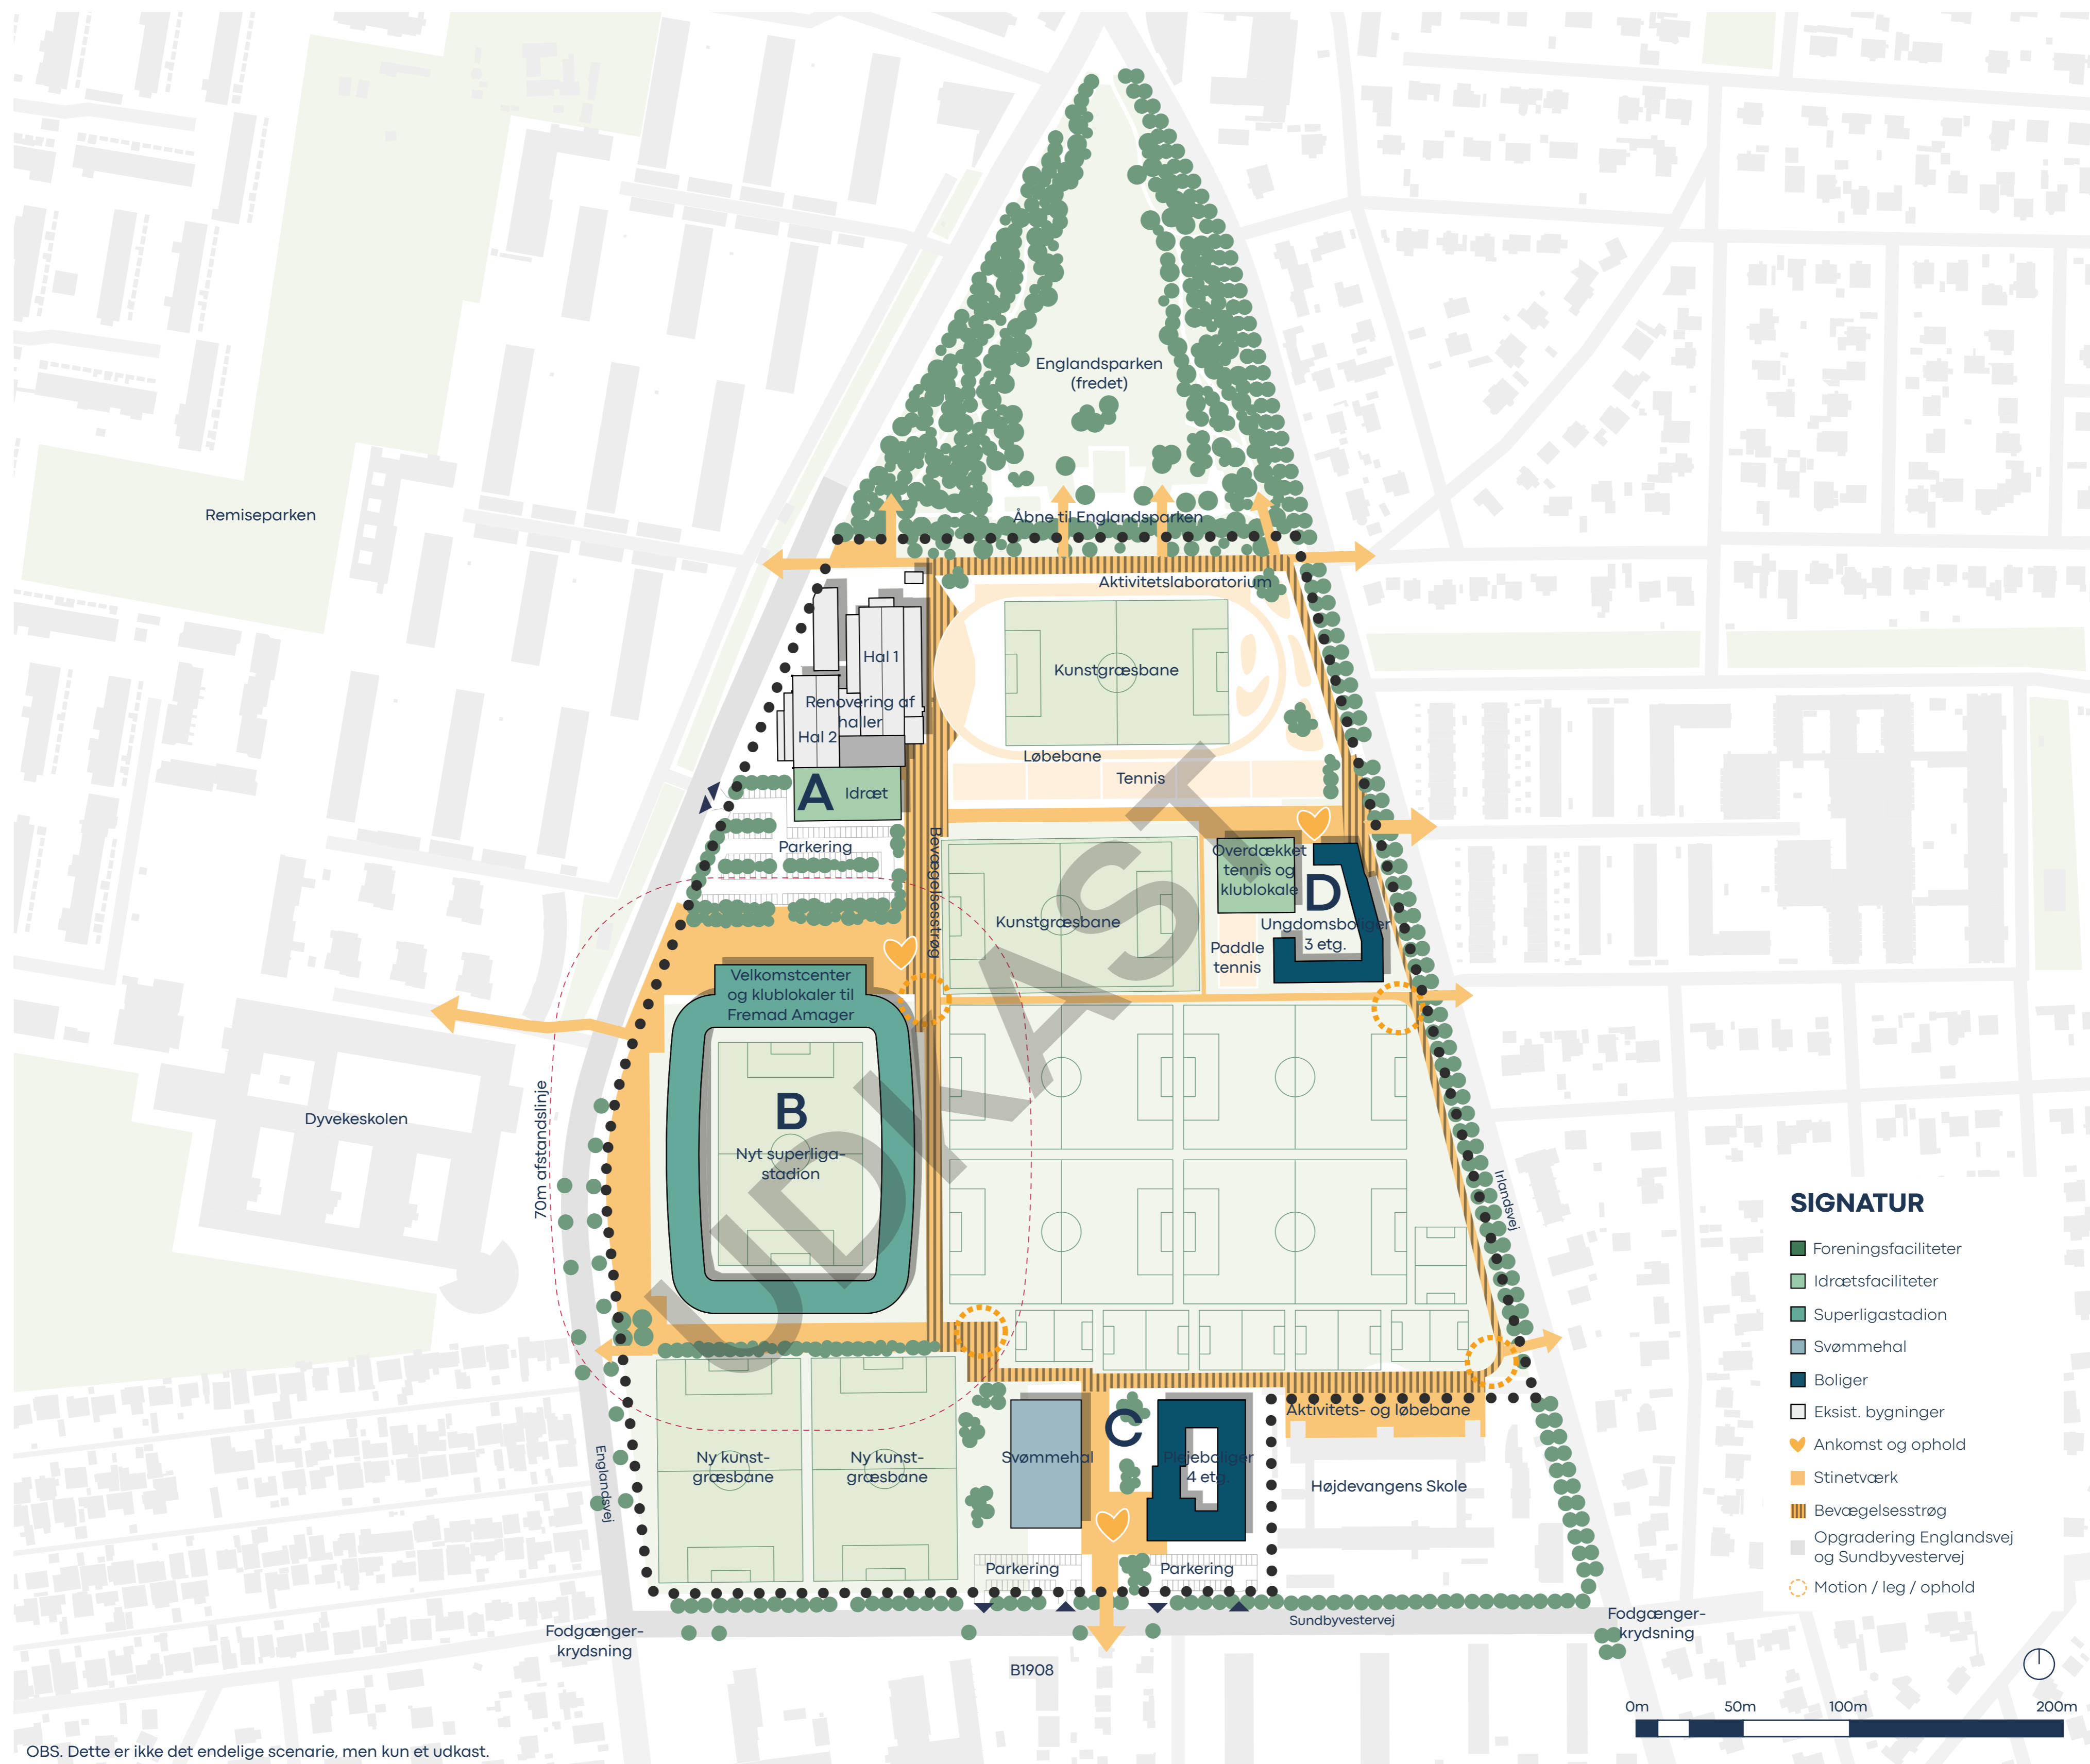 Englandsparken
(fredet)
Remiseparken
Åbne til Englandsparken
Aktivitetslaboratorium
Hal 1
Kunstgræsbane
Renovering af
haller
Hal 2
Løbebane
Tennis
A
Idræt
Parkering
Bevægelsesstrøg
Overdækket
tennis og
klublokale
D
Kunstgræsbane
Ungdomsboliger
3 etg.
Paddle
tennis
Velkomstcenter
og klublokaler til
Fremad Amager
B
Dyvekeskolen
70m afstandslinje
Nyt superliga-
stadion
UDKAST
Irlandsvej
Aktivitets- og løbebane
C
Englandsvej
Ny kunst-
græsbane
Ny kunst-
græsbane
Svømmehal
Plejeboliger
4 etg.
Højdevangens Skole
Parkering
Parkering
Sundbyvestervej
Fodgænger-
krydsning
Fodgænger-
krydsning
B1908
SIGNATUR
Foreningsfaciliteter
Idrætsfaciliteter
Superligastadion
Svømmehal
Boliger
Eksist. bygninger
Ankomst og ophold
Stinetværk
Bevægelsesstrøg
Opgradering Englandsvej
og Sundbyvestervej
Motion / leg / ophold
0m 50m 100m 200m
OBS. Dette er ikke det endelige scenarie, men kun et udkast.